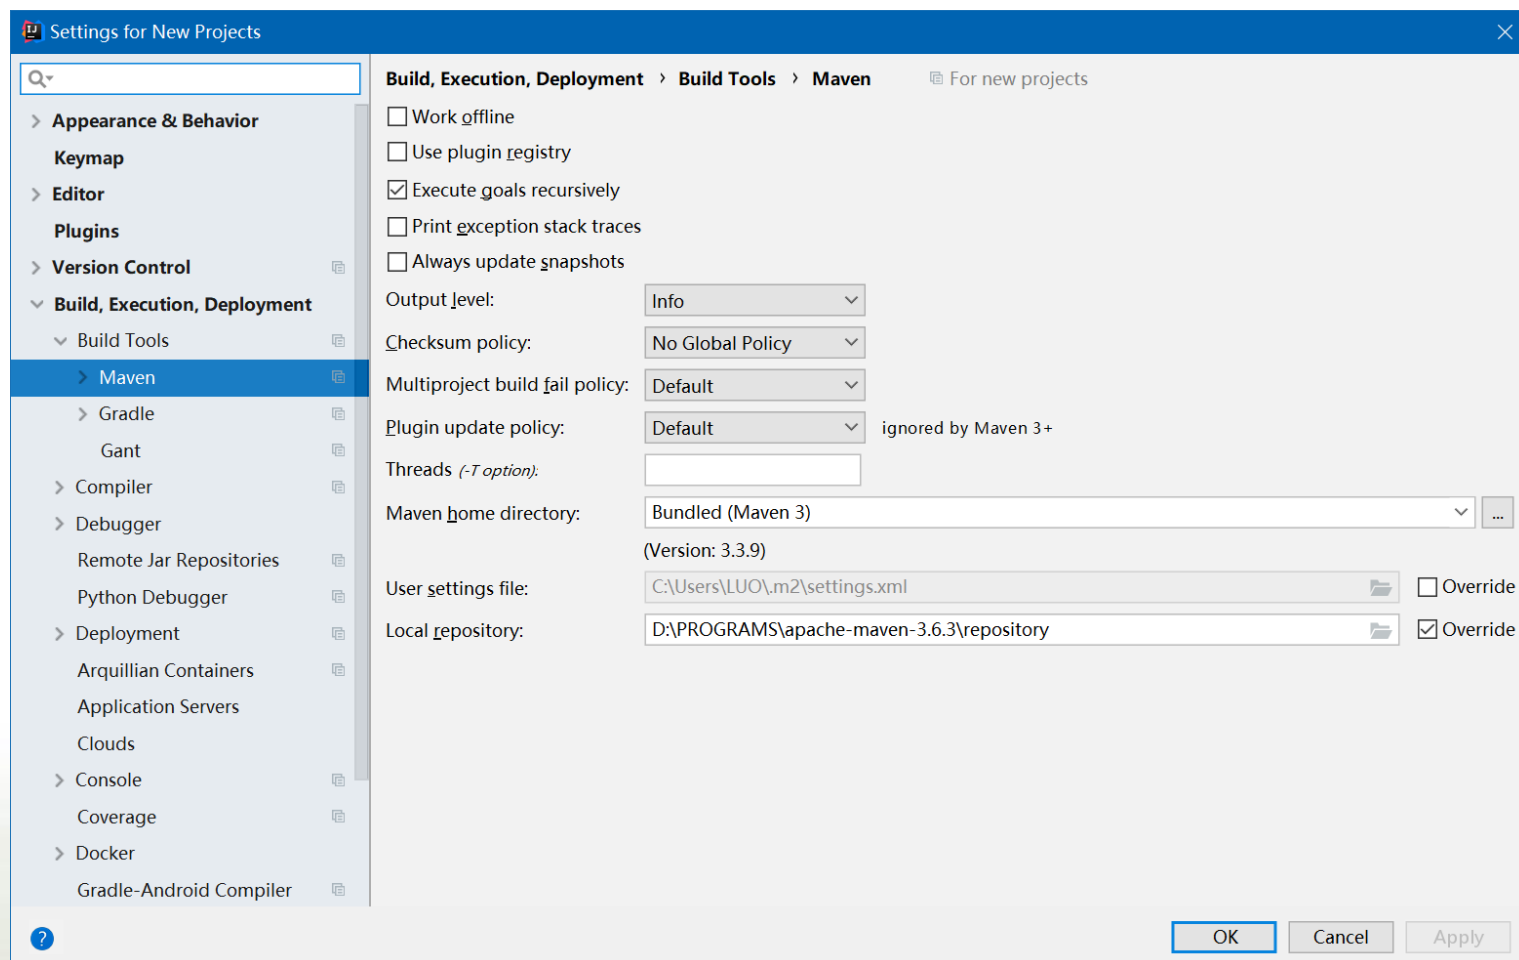 Settings for New Projects
Appearance & Behavior
Keymap
Editor
Plugins
Version Control
Build, Execution, Deployment
Build Tools
Maven
Gradle
Gant
Compiler
Debugger
Remote Jar Repositories
Python Debugger
Deployment
Arquillian Containers
Application Servers
Clouds
Console
Coverage
Docker
Gradle-Android Compiler
Build, Execution, Deployment › Build Tools › Maven For new projects
Work offline
Use plugin registry
Execute goals recursively
Print exception stack traces
Always update snapshots
Output level: Info
Checksum policy: No Global Policy
Multiproject build fail policy: Default
Plugin update policy: Default ignored by Maven 3+
Threads (-T option):
Maven home directory: Bundled (Maven 3) ...
(Version: 3.3.9)
User settings file: C:\Users\LUO\.m2\settings.xml Override
Local repository: D:\PROGRAMS\apache-maven-3.6.3\repository Override
? OK Cancel Apply